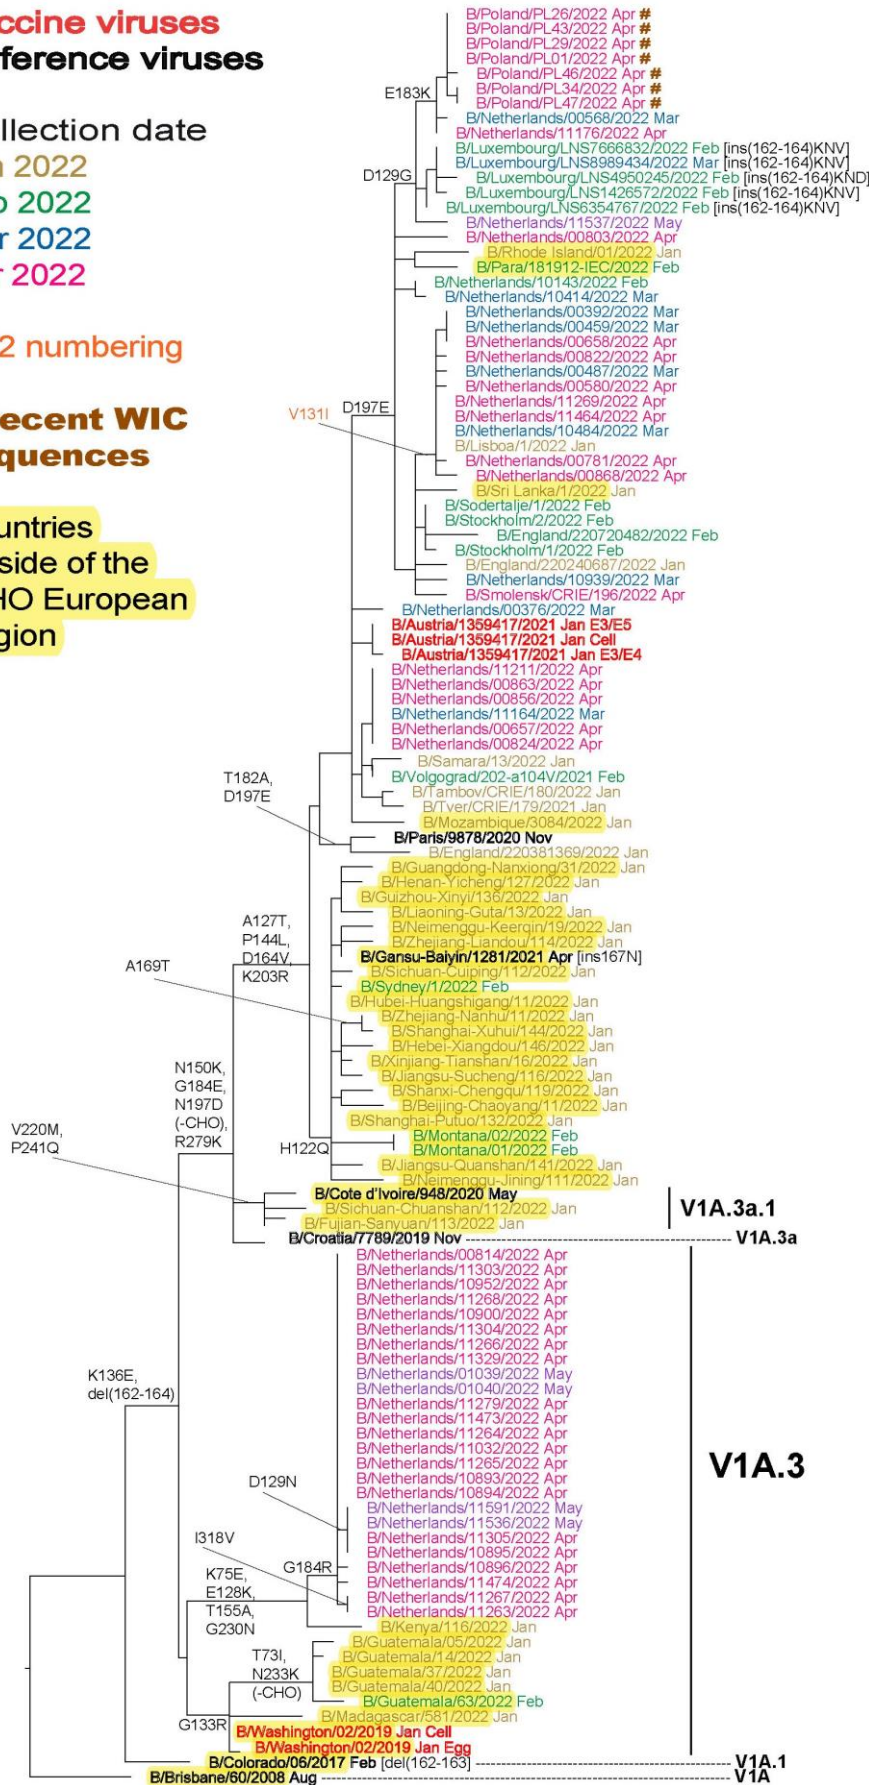 ccine viruses
ference viruses
llection date
n 2022
b 2022
r 2022
r 2022
2 numbering
ecent WIC
quences
untries
side of the
HO European
gion
B/Poland/PL26/2022 Apr #
B/Poland/PL43/2022 Apr #
B/Poland/PL29/2022 Apr #
B/Poland/PL01/2022 Apr #
B/Poland/PL46/2022 Apr #
B/Poland/PL34/2022 Apr #
E183K
B/Poland/PL47/2022 Apr #
B/Netherlands/00568/2022 Mar
B/Netherlands/11176/2022 Apr
B/Luxembourg/LNS7666832/2022 Feb [ins(162-164)KNV]
B/Luxembourg/LNS8989434/2022 Mar [ins(162-164)KNV]
D129G
B/Luxembourg/LNS4950245/2022 Feb [ins(162-164)KND]
B/Luxembourg/LNS1426572/2022 Feb [ins(162-164)KNV]
B/Luxembourg/LNS6354767/2022 Feb [ins(162-164)KNV]
B/Netherlands/11537/2022 May
B/Netherlands/00803/2022 Apr
B/Rhode Island/01/2022 Jan
B/Para/181912-IEC/2022 Feb
B/Netherlands/10143/2022 Feb
B/Netherlands/10414/2022 Mar
B/Netherlands/00392/2022 Mar
B/Netherlands/00459/2022 Mar
B/Netherlands/00658/2022 Apr
B/Netherlands/00822/2022 Apr
B/Netherlands/00487/2022 Mar
B/Netherlands/00580/2022 Apr
B/Netherlands/11269/2022 Apr
D197E
V131I
B/Netherlands/11464/2022 Apr
B/Netherlands/10484/2022 Mar
B/Lisboa/1/2022 Jan
B/Netherlands/00781/2022 Apr
B/Netherlands/00868/2022 Apr
B/Sri Lanka/1/2022 Jan
B/Sodertalje/1/2022 Feb
B/Stockholm/2/2022 Feb
B/England/220720482/2022 Feb
B/Stockholm/1/2022 Feb
B/England/220240687/2022 Jan
B/Netherlands/10939/2022 Mar
B/Smolensk/CRIE/196/2022 Apr
B/Netherlands/00376/2022 Mar
B/Austria/1359417/2021 Jan E3/E5
B/Austria/1359417/2021 Jan Cell
B/Austria/1359417/2021 Jan E3/E4
B/Netherlands/11211/2022 Apr
B/Netherlands/00863/2022 Apr
B/Netherlands/00856/2022 Apr
B/Netherlands/11164/2022 Mar
B/Netherlands/00657/2022 Apr
B/Netherlands/00824/2022 Apr
B/Samara/13/2022 Jan
B/Volgograd/202-a104V/2021 Feb
T182A,
D197E
B/Tambov/CRIE/180/2022 Jan
B/Tver/CRIE/179/2021 Jan
B/Mozambique/3084/2022 Jan
B/Paris/9878/2020 Nov
B/England/220381369/2022 Jan
B/Guangdong-Nanxiong/31/2022 Jan
B/Henan-Yicheng/127/2022 Jan
B/Guizhou-Xinyi/136/2022 Jan
B/Liaoning-Guta/13/2022 Jan
A127T,
P144L,
D164V,
K203R
B/Neimenggu-Keerqin/19/2022 Jan
B/Zhejiang-Liandou/114/2022 Jan
B/Gansu-Baiyin/1281/2021 Apr [ins167N]
A169T
B/Sichuan-Cuiping/112/2022 Jan
B/Sydney/1/2022 Feb
B/Hubei-Huangshigang/11/2022 Jan
B/Zhejiang-Nanhu/11/2022 Jan
B/Shanghai-Xuhui/144/2022 Jan
B/Hebei-Xiangdou/146/2022 Jan
B/Xinjiang-Tianshan/16/2022 Jan
B/Jiangsu-Sucheng/116/2022 Jan
N150K,
G184E,
N197D
(-CHO),
R279K
B/Shanxi-Chengqu/119/2022 Jan
B/Beijing-Chaoyang/11/2022 Jan
B/Shanghai-Putuo/132/2022 Jan
V220M,
P241Q
B/Montana/02/2022 Feb
H122Q
B/Montana/01/2022 Feb
B/Jiangsu-Quanshan/141/2022 Jan
B/Neimenggu-Jining/111/2022 Jan
B/Cote d'Ivoire/948/2020 May
B/Sichuan-Chuanshan/112/2022 Jan
V1A.3a.1
B/Fujian-Sanyuan/113/2022 Jan
B/Croatia/7789/2019 Nov
V1A.3a
B/Netherlands/00814/2022 Apr
B/Netherlands/11303/2022 Apr
B/Netherlands/10952/2022 Apr
B/Netherlands/11268/2022 Apr
B/Netherlands/10900/2022 Apr
B/Netherlands/11304/2022 Apr
B/Netherlands/11266/2022 Apr
B/Netherlands/11329/2022 Apr
K136E,
del(162-164)
B/Netherlands/01039/2022 May
B/Netherlands/01040/2022 May
B/Netherlands/11279/2022 Apr
B/Netherlands/11473/2022 Apr
B/Netherlands/11264/2022 Apr
B/Netherlands/11032/2022 Apr
B/Netherlands/11265/2022 Apr
V1A.3
B/Netherlands/10893/2022 Apr
D129N
B/Netherlands/10894/2022 Apr
B/Netherlands/11591/2022 May
B/Netherlands/11536/2022 May
I318V
B/Netherlands/11305/2022 Apr
B/Netherlands/10895/2022 Apr
G184R
B/Netherlands/10896/2022 Apr
B/Netherlands/11474/2022 Apr
B/Netherlands/11267/2022 Apr
B/Netherlands/11263/2022 Apr
K75E,
E128K,
T155A,
G230N
B/Kenya/116/2022 Jan
B/Guatemala/05/2022 Jan
T73I,
N233K
(-CHO)
B/Guatemala/14/2022 Jan
B/Guatemala/37/2022 Jan
B/Guatemala/40/2022 Jan
B/Guatemala/63/2022 Feb
B/Madagascar/581/2022 Jan
G133R
B/Washington/02/2019 Jan Cell
B/Washington/02/2019 Jan Egg
B/Colorado/06/2017 Feb [del(162-163)]
V1A.1
B/Brisbane/60/2008 Aug
V1A